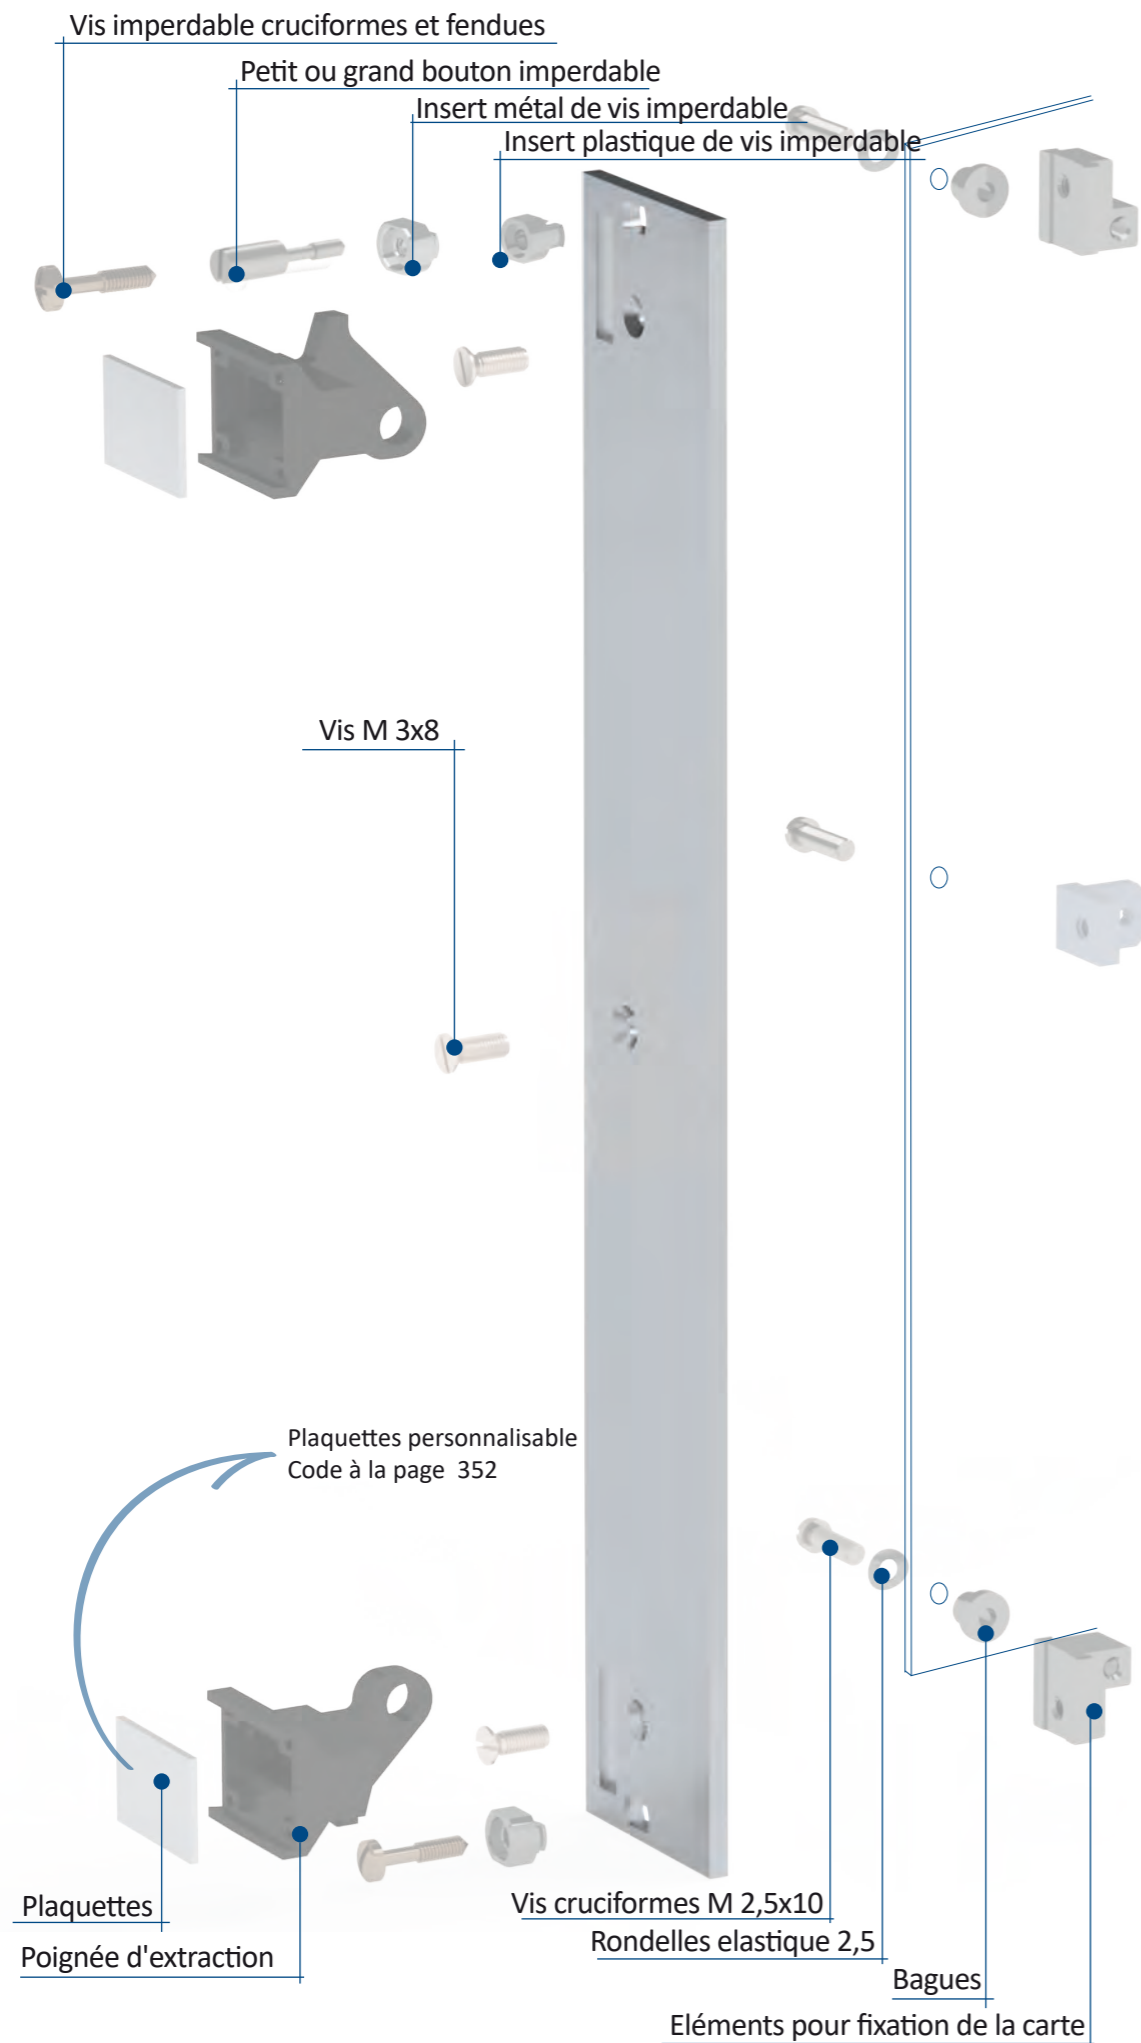 Vis imperdable cruciformes et fendues
Petit ou grand bouton imperdable
Insert métal de vis imperdable
Insert plastique de vis imperdable
Vis M 3x8
Plaquettes personnalisable
Code à la page 352
Plaquettes
Poignée d'extraction
Vis cruciformes M 2,5x10
Rondelles elastique 2,5
Bagues
Eléments pour fixation de la carte